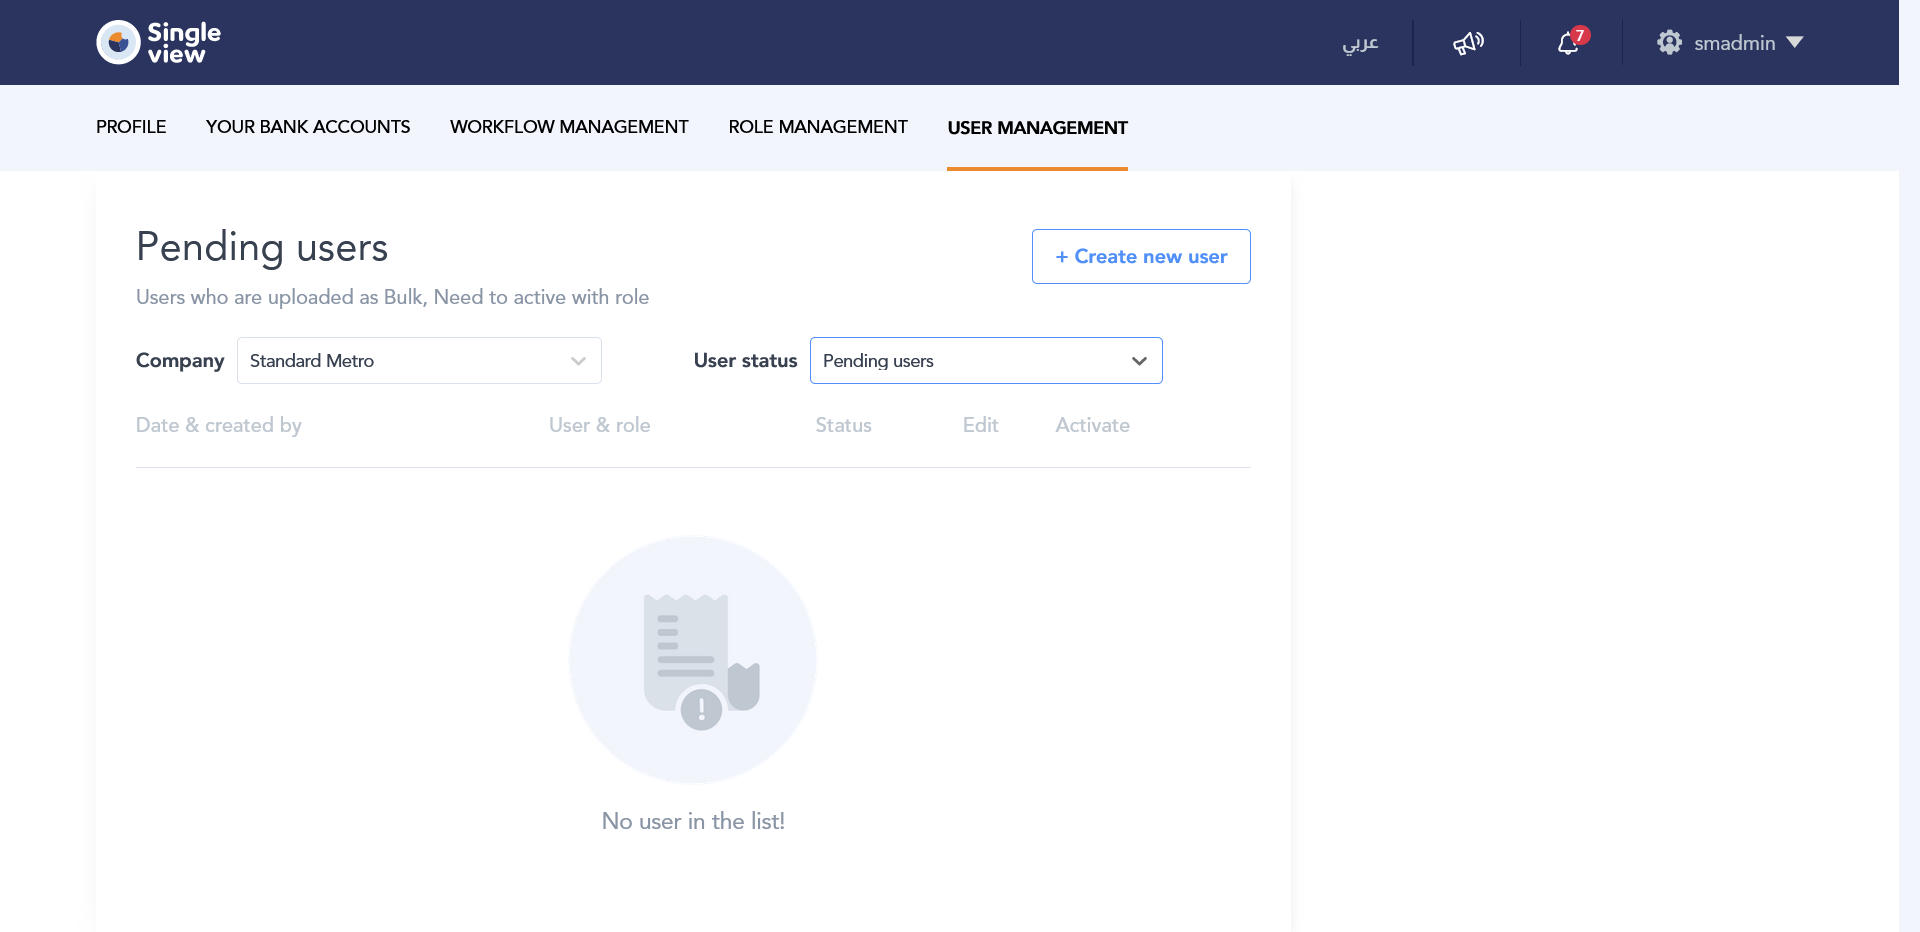 Single
view
عربي
7
smadmin
PROFILE
YOUR BANK ACCOUNTS
WORKFLOW MANAGEMENT
ROLE MANAGEMENT
USER MANAGEMENT
Pending users
+ Create new user
Users who are uploaded as Bulk, Need to active with role
Company
Standard Metro
User status
Pending users
Date & created by
User & role
Status
Edit
Activate
No user in the list!